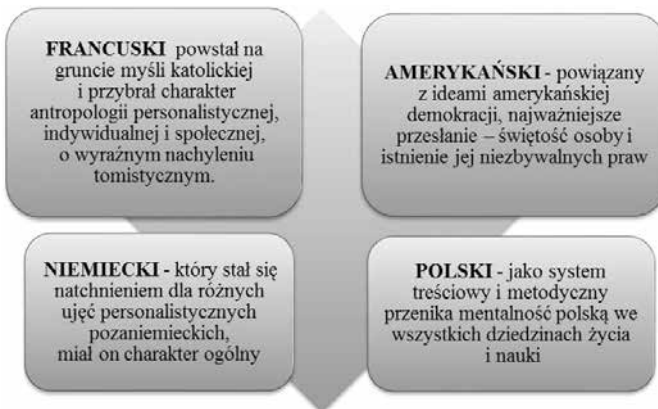 FRANCUSKI powstał na
gruncie myśli katolickiej
i przybrał charakter
antropologii personalistycznej,
indywidualnej i społecznej,
o wyraźnym nachyleniu
tomistycznym.
AMERYKAŃSKI - powiązany
z ideami amerykańskiej
demokracji, najważniejsze
przesłanie – świętość osoby i
istnienie jej niezbywalnych praw
NIEMIECKI - który stał się
natchnieniem dla różnych
ujęć personalistycznych
pozaniemieckich,
miał on charakter ogólny
POLSKI - jako system
treściowy i metodyczny
przenika mentalność polską we
wszystkich dziedzinach życia
i nauki